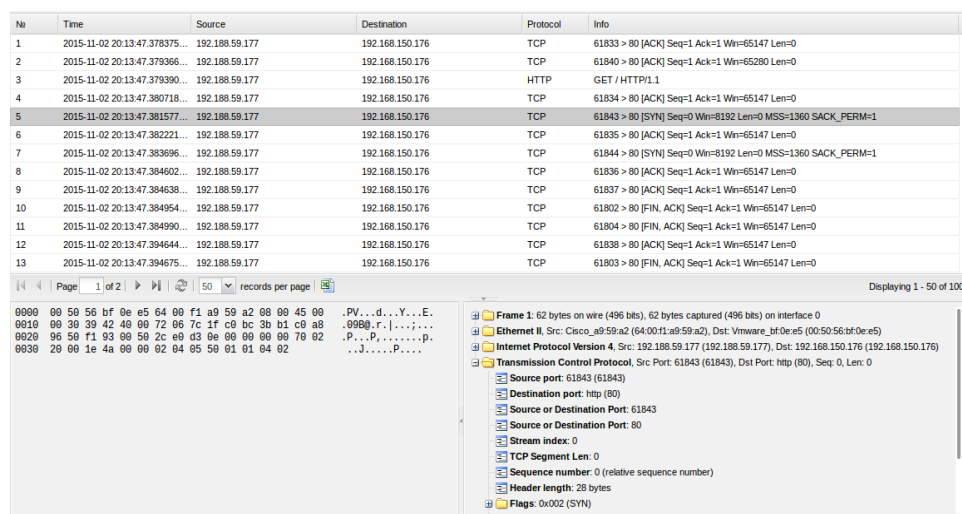 № Time Source Destination Protocol Info
1 2015-11-02 20:13:47.378375... 192.188.59.177 192.168.150.176 TCP 61833 > 80 [ACK] Seq=1 Ack=1 Win=65147 Len=0
2 2015-11-02 20:13:47.379366... 192.188.59.177 192.168.150.176 TCP 61840 > 80 [ACK] Seq=1 Ack=1 Win=65280 Len=0
3 2015-11-02 20:13:47.379390... 192.188.59.177 192.168.150.176 HTTP GET / HTTP/1.1
4 2015-11-02 20:13:47.380718... 192.188.59.177 192.168.150.176 TCP 61834 > 80 [ACK] Seq=1 Ack=1 Win=65147 Len=0
5 2015-11-02 20:13:47.381577... 192.188.59.177 192.168.150.176 TCP 61843 > 80 [SYN] Seq=0 Win=8192 Len=0 MSS=1360 SACK_PERM=1
6 2015-11-02 20:13:47.382221... 192.188.59.177 192.168.150.176 TCP 61835 > 80 [ACK] Seq=1 Ack=1 Win=65147 Len=0
7 2015-11-02 20:13:47.383696... 192.188.59.177 192.168.150.176 TCP 61844 > 80 [SYN] Seq=0 Win=8192 Len=0 MSS=1360 SACK_PERM=1
8 2015-11-02 20:13:47.384602... 192.188.59.177 192.168.150.176 TCP 61836 > 80 [ACK] Seq=1 Ack=1 Win=65147 Len=0
9 2015-11-02 20:13:47.384638... 192.188.59.177 192.168.150.176 TCP 61837 > 80 [ACK] Seq=1 Ack=1 Win=65147 Len=0
10 2015-11-02 20:13:47.384954... 192.188.59.177 192.168.150.176 TCP 61802 > 80 [FIN, ACK] Seq=1 Ack=1 Win=65147 Len=0
11 2015-11-02 20:13:47.384990... 192.188.59.177 192.168.150.176 TCP 61804 > 80 [FIN, ACK] Seq=1 Ack=1 Win=65147 Len=0
12 2015-11-02 20:13:47.394644... 192.188.59.177 192.168.150.176 TCP 61838 > 80 [ACK] Seq=1 Ack=1 Win=65147 Len=0
13 2015-11-02 20:13:47.394675... 192.188.59.177 192.168.150.176 TCP 61803 > 80 [FIN, ACK] Seq=1 Ack=1 Win=65147 Len=0
Page 1 of 2 50 records per page Displaying 1 - 50 of 100
0000 00 50 56 bf 0e e5 64 00 f1 a9 59 a2 08 00 45 00 .PV...d...Y...E.
0010 00 30 39 42 40 00 72 06 7c 1f c0 bc 3b b1 c0 a8 .09B@.r.|...;...
0020 96 50 f1 93 00 50 2c e0 d3 0e 00 00 00 00 70 02 .P...P,.......p.
0030 20 00 1e 4a 00 00 02 04 05 50 01 01 04 02 ..J.....P....
Frame 1: 62 bytes on wire (496 bits), 62 bytes captured (496 bits) on interface 0
Ethernet II, Src: Cisco_a9:59:a2 (64:00:f1:a9:59:a2), Dst: Vmware_bf:0e:e5 (00:50:56:bf:0e:e5)
Internet Protocol Version 4, Src: 192.188.59.177 (192.188.59.177), Dst: 192.168.150.176 (192.168.150.176)
Transmission Control Protocol, Src Port: 61843 (61843), Dst Port: http (80), Seq: 0, Len: 0
Source port: 61843 (61843)
Destination port: http (80)
Source or Destination Port: 61843
Source or Destination Port: 80
Stream index: 0
TCP Segment Len: 0
Sequence number: 0 (relative sequence number)
Header length: 28 bytes
Flags: 0x002 (SYN)